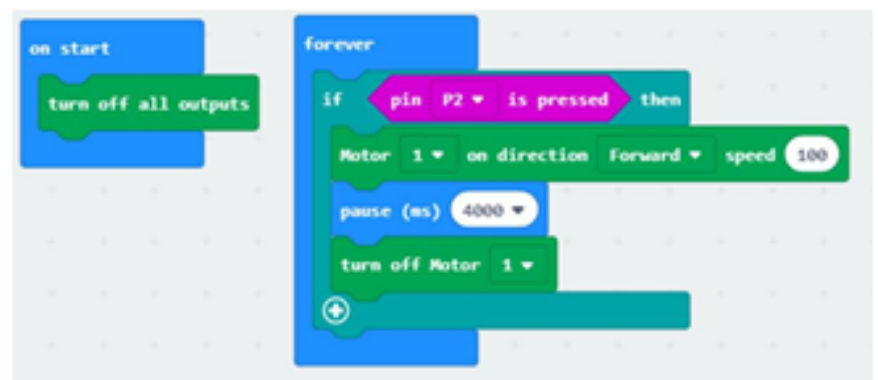 on start
turn off all outputs
forever
if pin P2 is pressed then
Motor 1 on direction Forward speed 100
pause (ms) 4000
turn off Motor 1